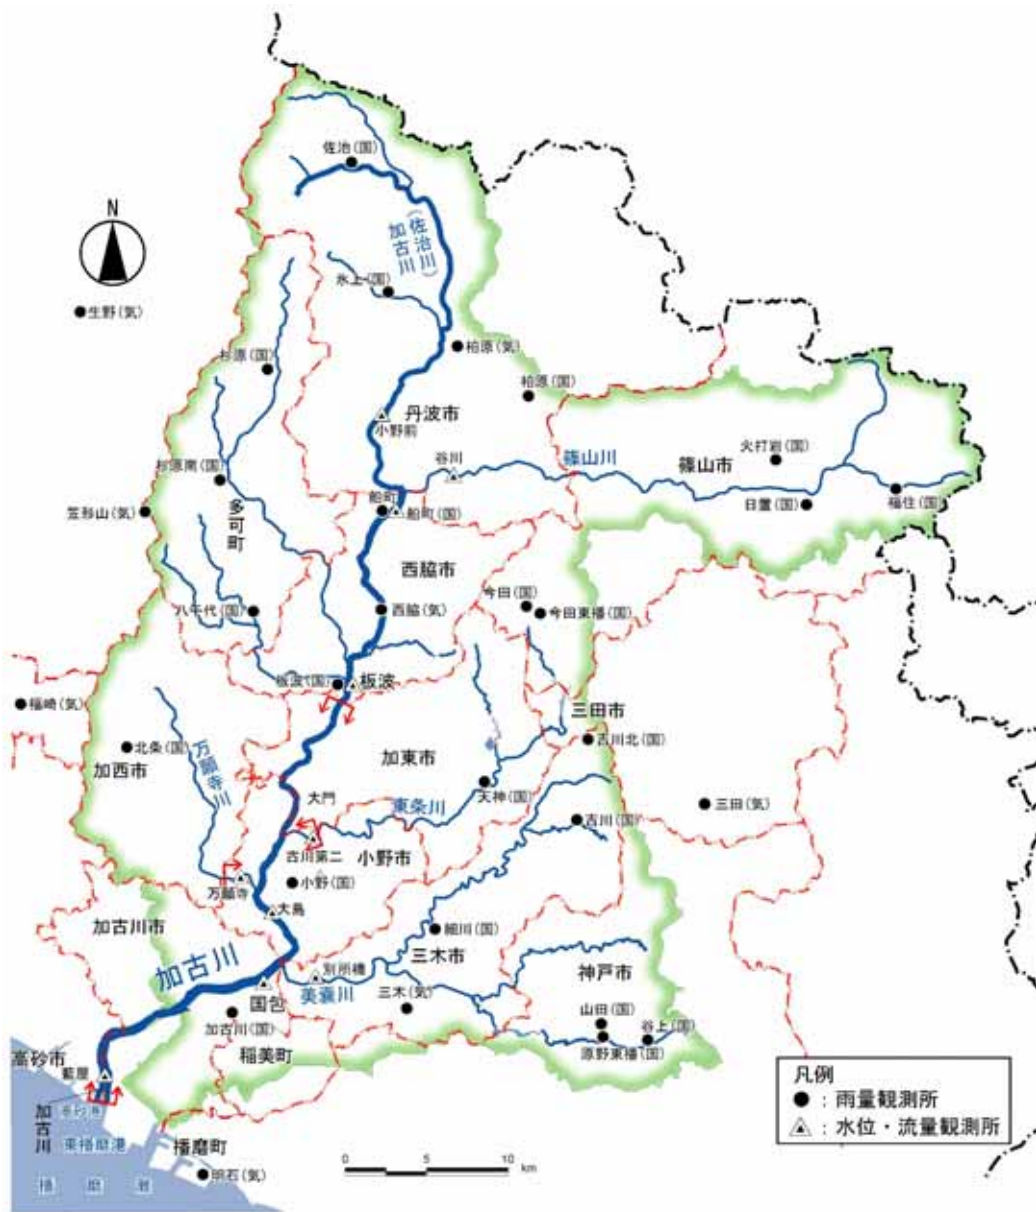 佐治(国)
(佐治川)
加古川
N
氷上(国)
生野(気)
柏原(気)
杉原(国)
柏原(国)
丹波市
小野前
火打岩(国)
谷川
篠山川
篠山市
杉原南(国)
船町
日置(国)
福住(国)
笠形山(気)
船町(国)
多可町
西脇市
今田(国)
八千代(国)
西脇(気)
今田東播(国)
板波(国)
板波
福崎(気)
三田市
吉川北(国)
北条(国)
万願寺川
加東市
加西市
天神(国)
大門
東条川
三田(気)
吉川(国)
古川第二
小野市
小野(国)
万願寺
大島
加古川市
細川(国)
三木市
加古川
別所橋
神戸市
美嚢川
三木(気)
国包
山田(国)
加古川(国)
谷上(国)
原野東播(国)
稲美町
高砂市
藍屋
凡例
●:雨量観測所
:水位・流量観測所
加古川
高砂港
東播磨港
播磨町
播磨灘
明石(気)
0 5 10
km